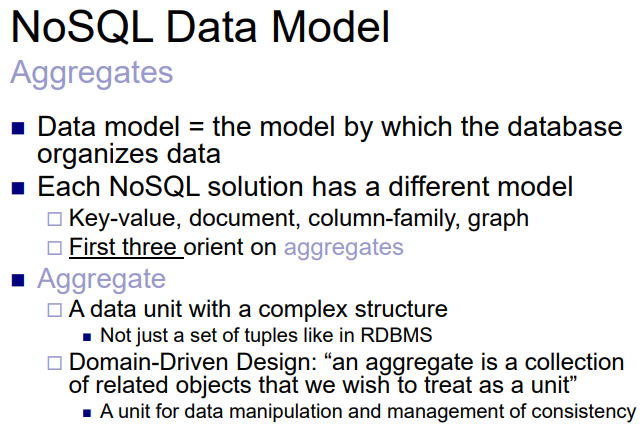 NoSQL Data Model
Aggregates
Data model = the model by which the database
organizes data
Each NoSQL solution has a different model
Key-value, document, column-family, graph
First three orient on aggregates
Aggregate
A data unit with a complex structure
Not just a set of tuples like in RDBMS
Domain-Driven Design: “an aggregate is a collection
of related objects that we wish to treat as a unit”
A unit for data manipulation and management of consistency